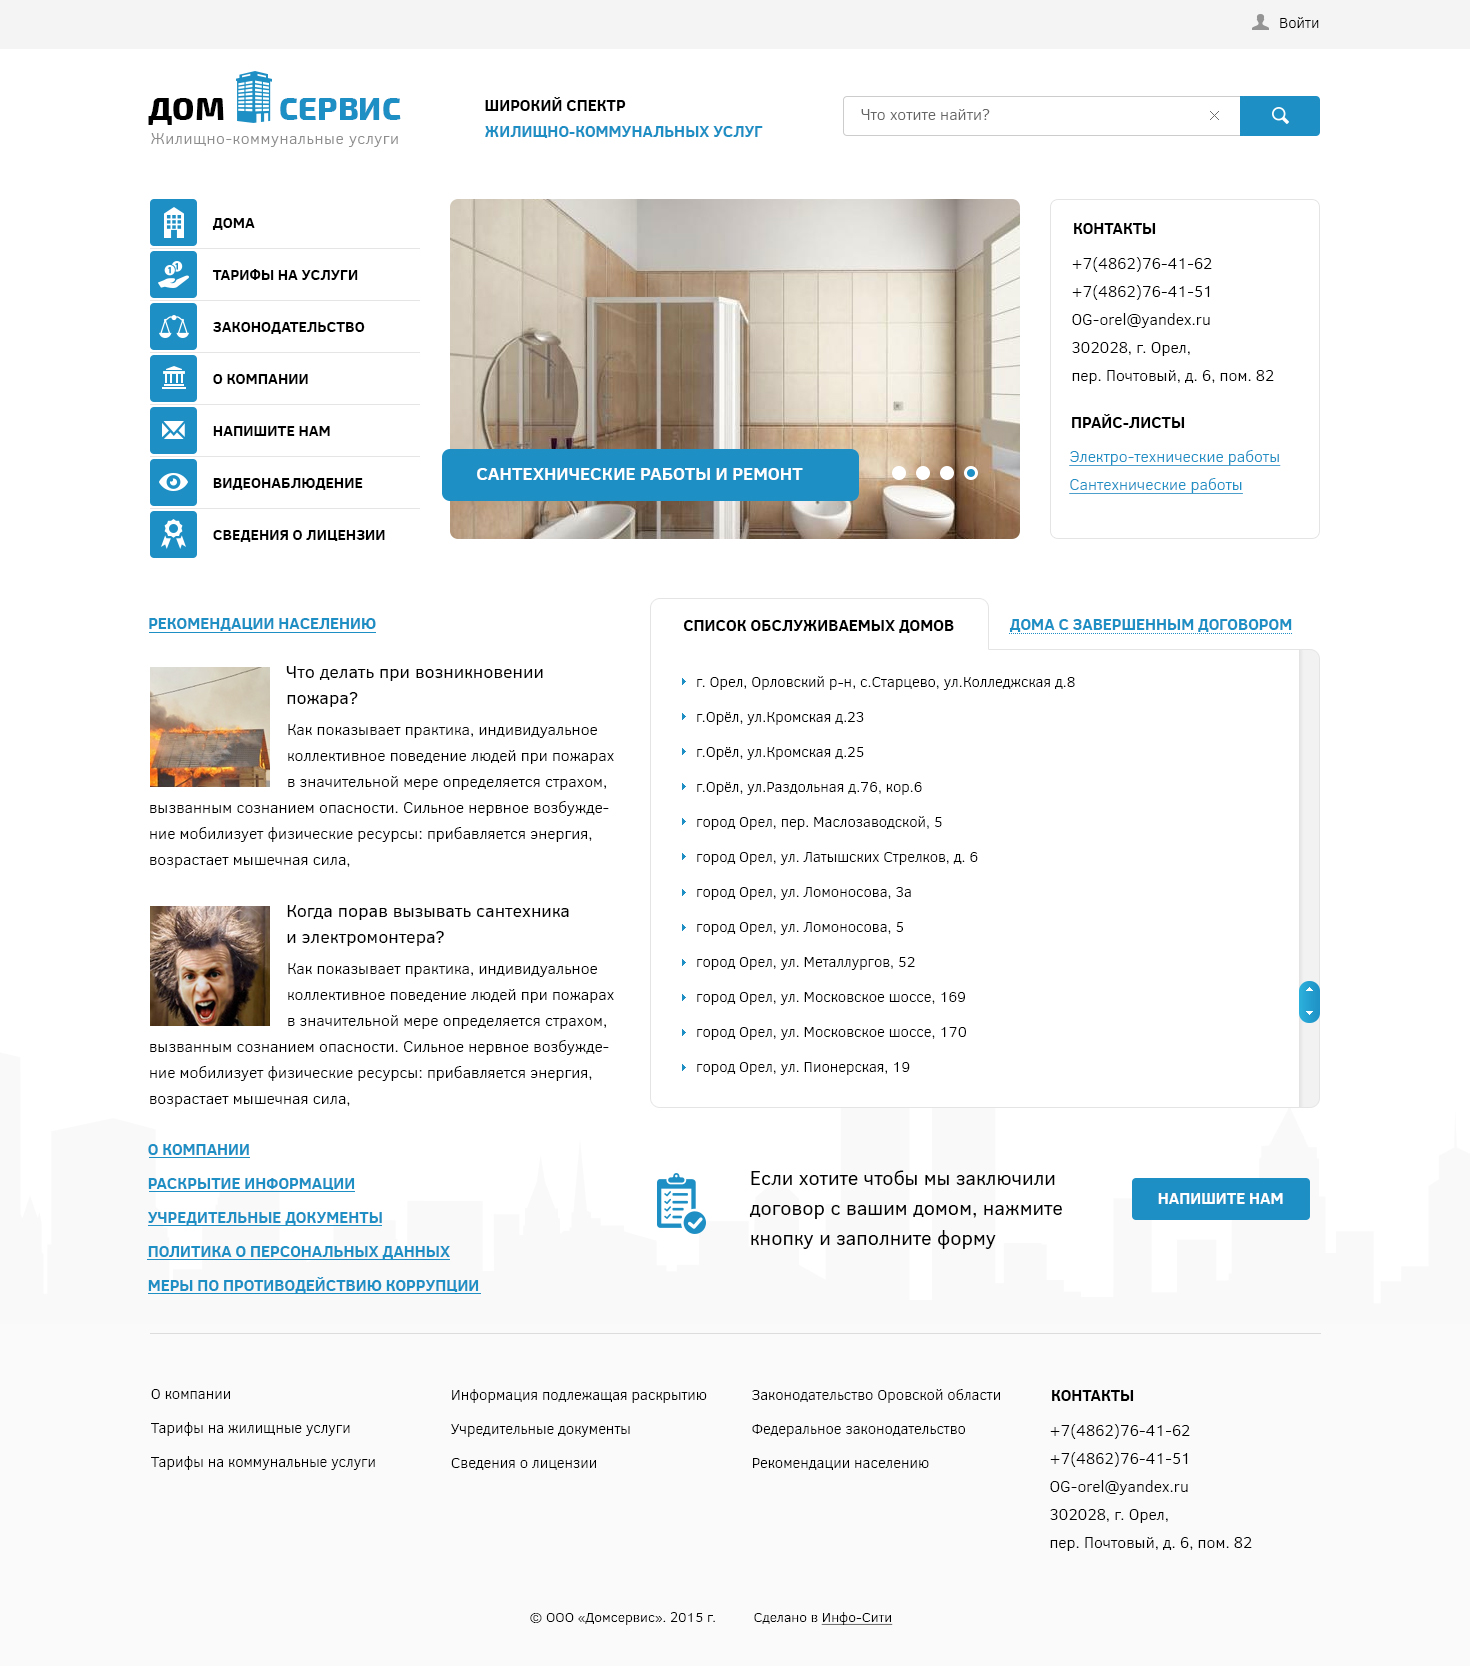 Войти
ДОМ СЕРВИС
Жилищно-коммунальные услуги
ШИРОКИЙ СПЕКТР
ЖИЛИЩНО-КОММУНАЛЬНЫХ УСЛУГ
Что хотите найти?
ДОМА
ТАРИФЫ НА УСЛУГИ
ЗАКОНОДАТЕЛЬСТВО
О КОМПАНИИ
НАПИШИТЕ НАМ
ВИДЕОНАБЛЮДЕНИЕ
СВЕДЕНИЯ О ЛИЦЕНЗИИ
САНТЕХНИЧЕСКИЕ РАБОТЫ И РЕМОНТ
КОНТАКТЫ
+7(4862)76-41-62
+7(4862)76-41-51
OG-orel@yandex.ru
302028, г. Орел,
пер. Почтовый, д. 6, пом. 82
ПРАЙС-ЛИСТЫ
Электро-технические работы
Сантехнические работы
РЕКОМЕНДАЦИИ НАСЕЛЕНИЮ
Что делать при возникновении
пожара?
Как показывает практика, индивидуальное
коллективное поведение людей при пожарах
в значительной мере определяется страхом,
вызванным сознанием опасности. Сильное нервное возбужде-
ние мобилизует физические ресурсы: прибавляется энергия,
возрастает мышечная сила,
Когда порав вызывать сантехника
и электромонтера?
Как показывает практика, индивидуальное
коллективное поведение людей при пожарах
в значительной мере определяется страхом,
вызванным сознанием опасности. Сильное нервное возбужде-
ние мобилизует физические ресурсы: прибавляется энергия,
возрастает мышечная сила,
СПИСОК ОБСЛУЖИВАЕМЫХ ДОМОВ
ДОМА С ЗАВЕРШЕННЫМ ДОГОВОРОМ
г. Орел, Орловский р-н, с.Старцево, ул.Колледжская д.8
г.Орёл, ул.Кромская д.23
г.Орёл, ул.Кромская д.25
г.Орёл, ул.Раздольная д.76, кор.6
город Орел, пер. Маслозаводской, 5
город Орел, ул. Латышских Стрелков, д. 6
город Орел, ул. Ломоносова, 3а
город Орел, ул. Ломоносова, 5
город Орел, ул. Металлургов, 52
город Орел, ул. Московское шоссе, 169
город Орел, ул. Московское шоссе, 170
город Орел, ул. Пионерская, 19
О КОМПАНИИ
РАСКРЫТИЕ ИНФОРМАЦИИ
УЧРЕДИТЕЛЬНЫЕ ДОКУМЕНТЫ
ПОЛИТИКА О ПЕРСОНАЛЬНЫХ ДАННЫХ
МЕРЫ ПО ПРОТИВОДЕЙСТВИЮ КОРРУПЦИИ
Если хотите чтобы мы заключили
договор с вашим домом, нажмите
кнопку и заполните форму
НАПИШИТЕ НАМ
О компании
Тарифы на жилищные услуги
Тарифы на коммунальные услуги
Информация подлежащая раскрытию
Учредительные документы
Сведения о лицензии
Законодательство Оровской области
Федеральное законодательство
Рекомендации населению
КОНТАКТЫ
+7(4862)76-41-62
+7(4862)76-41-51
OG-orel@yandex.ru
302028, г. Орел,
пер. Почтовый, д. 6, пом. 82
© ООО «Домсервис». 2015 г.
Сделано в Инфо-Сити